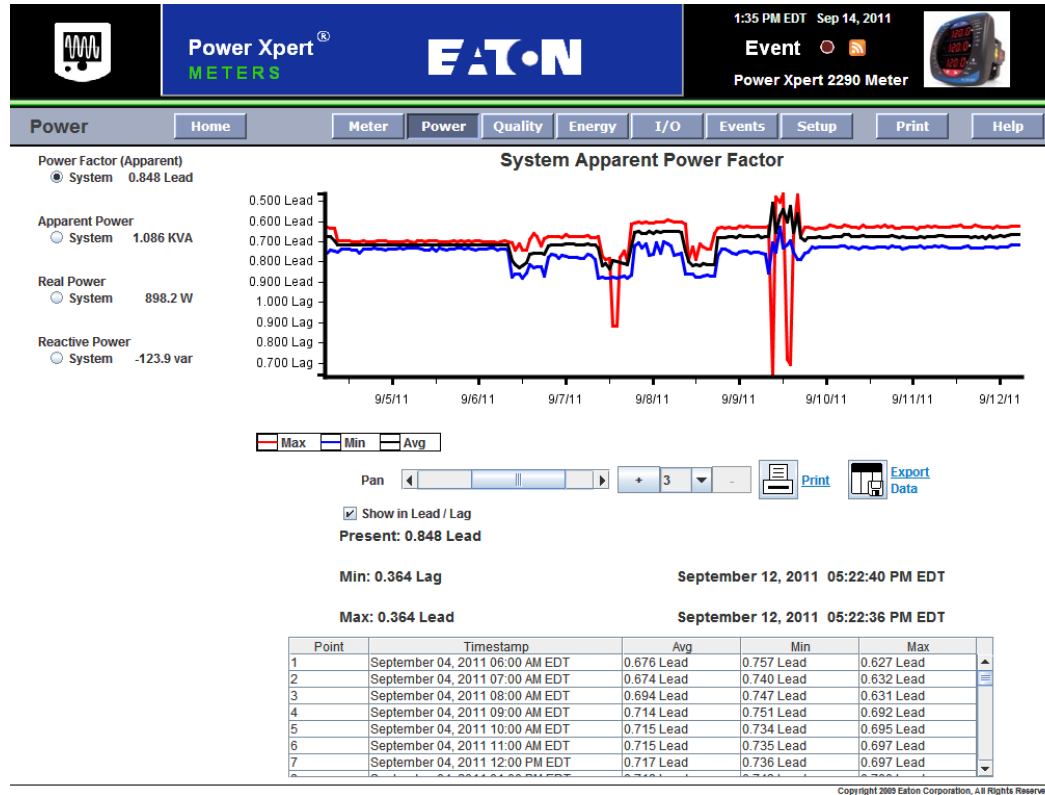 1:35 PM EDT Sep 14, 2011
Power Xpert ®
METERS
EATON
Event
Power Xpert 2290 Meter
Power Home Meter Power Quality Energy I/O Events Setup Print Help
Power Factor (Apparent)
System 0.848 Lead
Apparent Power
System 1.086 KVA
Real Power
System 898.2 W
Reactive Power
System -123.9 var
System Apparent Power Factor
0.500 Lead
0.600 Lead
0.700 Lead
0.800 Lead
0.900 Lead
1.000 Lag
0.900 Lag
0.800 Lag
0.700 Lag
9/5/11 9/6/11 9/7/11 9/8/11 9/9/11 9/10/11 9/11/11 9/12/11
Max Min Avg
Pan + 3 - Print Export Data
Show in Lead / Lag
Present: 0.848 Lead
Min: 0.364 Lag September 12, 2011 05:22:40 PM EDT
Max: 0.364 Lead September 12, 2011 05:22:36 PM EDT
Point Timestamp Avg Min Max
1 September 04, 2011 06:00 AM EDT 0.676 Lead 0.757 Lead 0.627 Lead
2 September 04, 2011 07:00 AM EDT 0.674 Lead 0.740 Lead 0.632 Lead
3 September 04, 2011 08:00 AM EDT 0.694 Lead 0.747 Lead 0.631 Lead
4 September 04, 2011 09:00 AM EDT 0.714 Lead 0.751 Lead 0.692 Lead
5 September 04, 2011 10:00 AM EDT 0.715 Lead 0.734 Lead 0.695 Lead
6 September 04, 2011 11:00 AM EDT 0.715 Lead 0.735 Lead 0.697 Lead
7 September 04, 2011 12:00 PM EDT 0.717 Lead 0.736 Lead 0.697 Lead
Copyright 2009 Eaton Corporation, All Rights Reserve